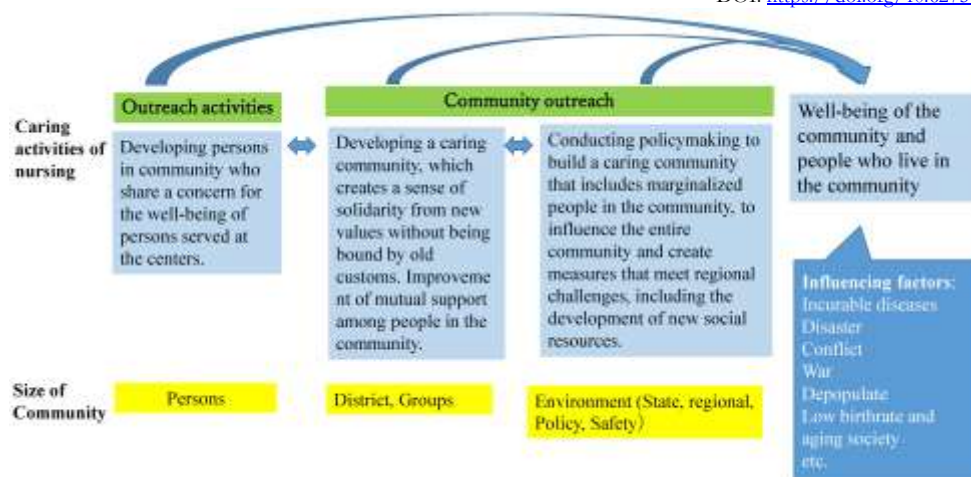 Outreach activities
Community outreach
Caring
activities of
nursing
Developing persons
in community who
share a concern for
the well-being of
persons served at
the centers.
Developing a caring
community, which
creates a sense of
solidarity from new
values without being
bound by old
customs. Improveme
nt of mutual support
among people in the
community.
Conducting policymaking to
build a caring community
that includes marginalized
people in the community, to
influence the entire
community and create
measures that meet regional
challenges, including the
development of new social
resources.
Well-being of the
community and
people who live in
the community
Influencing factors:
Incurable diseases
Disaster
Conflict
War
Depopulate
Low birthrate and
aging society
etc.
Size of
Community
Persons
District, Groups
Environment (State, regional,
Policy, Safety)